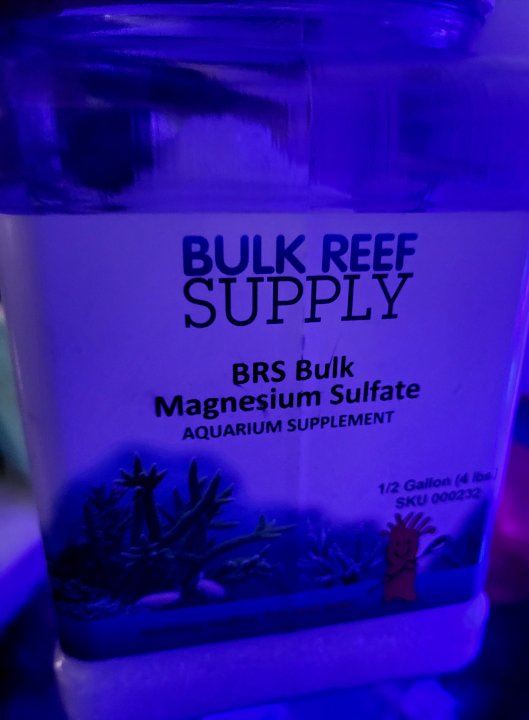 BULK REEF
SUPPLY
BRS Bulk
Magnesium Sulfate
AQUARIUM SUPPLEMENT
1/2 Gallon (4 lbs.)
SKU 000232